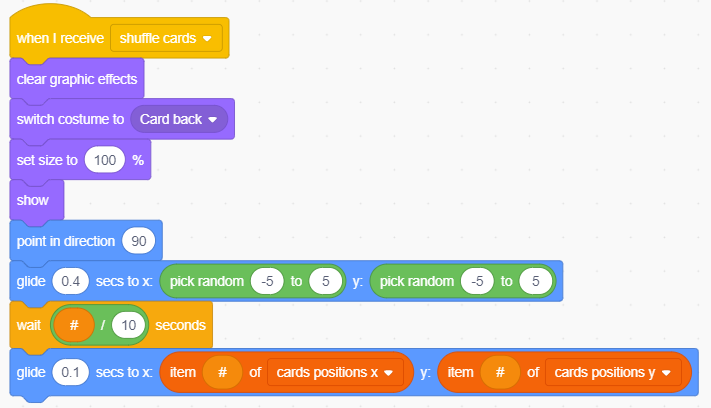 when I receive shuffle cards
clear graphic effects
switch costume to Card back
set size to 100 %
show
point in direction 90
glide 0.4 secs to x: pick random -5 to 5 y: pick random -5 to 5
wait # / 10 seconds
glide 0.1 secs to x: item # of cards positions x y: item # of cards positions y